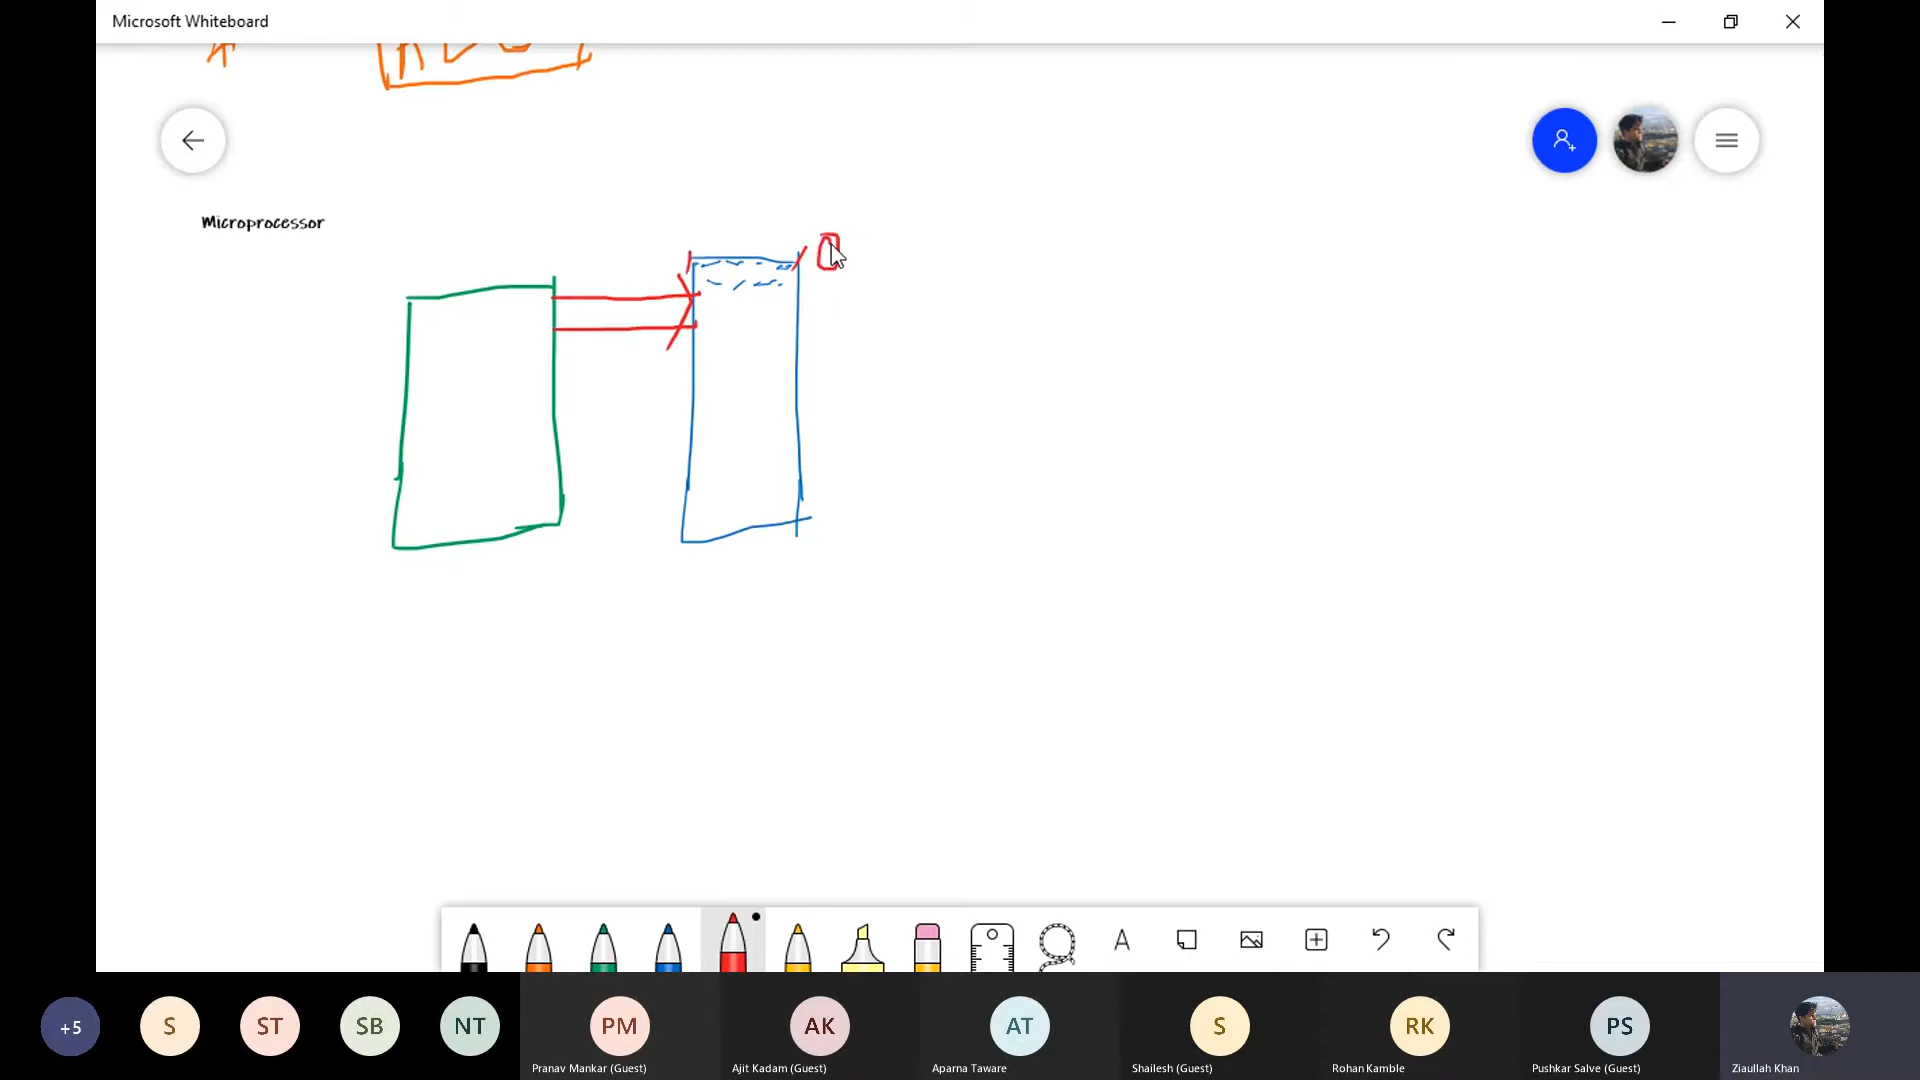 Microsoft Whiteboard
Microprocessor
0
A
+5
S
ST
SB
NT
PM
AK
AT
S
RK
PS
Pranav Mankar (Guest)
Ajit Kadam (Guest)
Aparna Taware
Shailesh (Guest)
Rohan Kamble
Pushkar Salve (Guest)
Ziaullah Khan